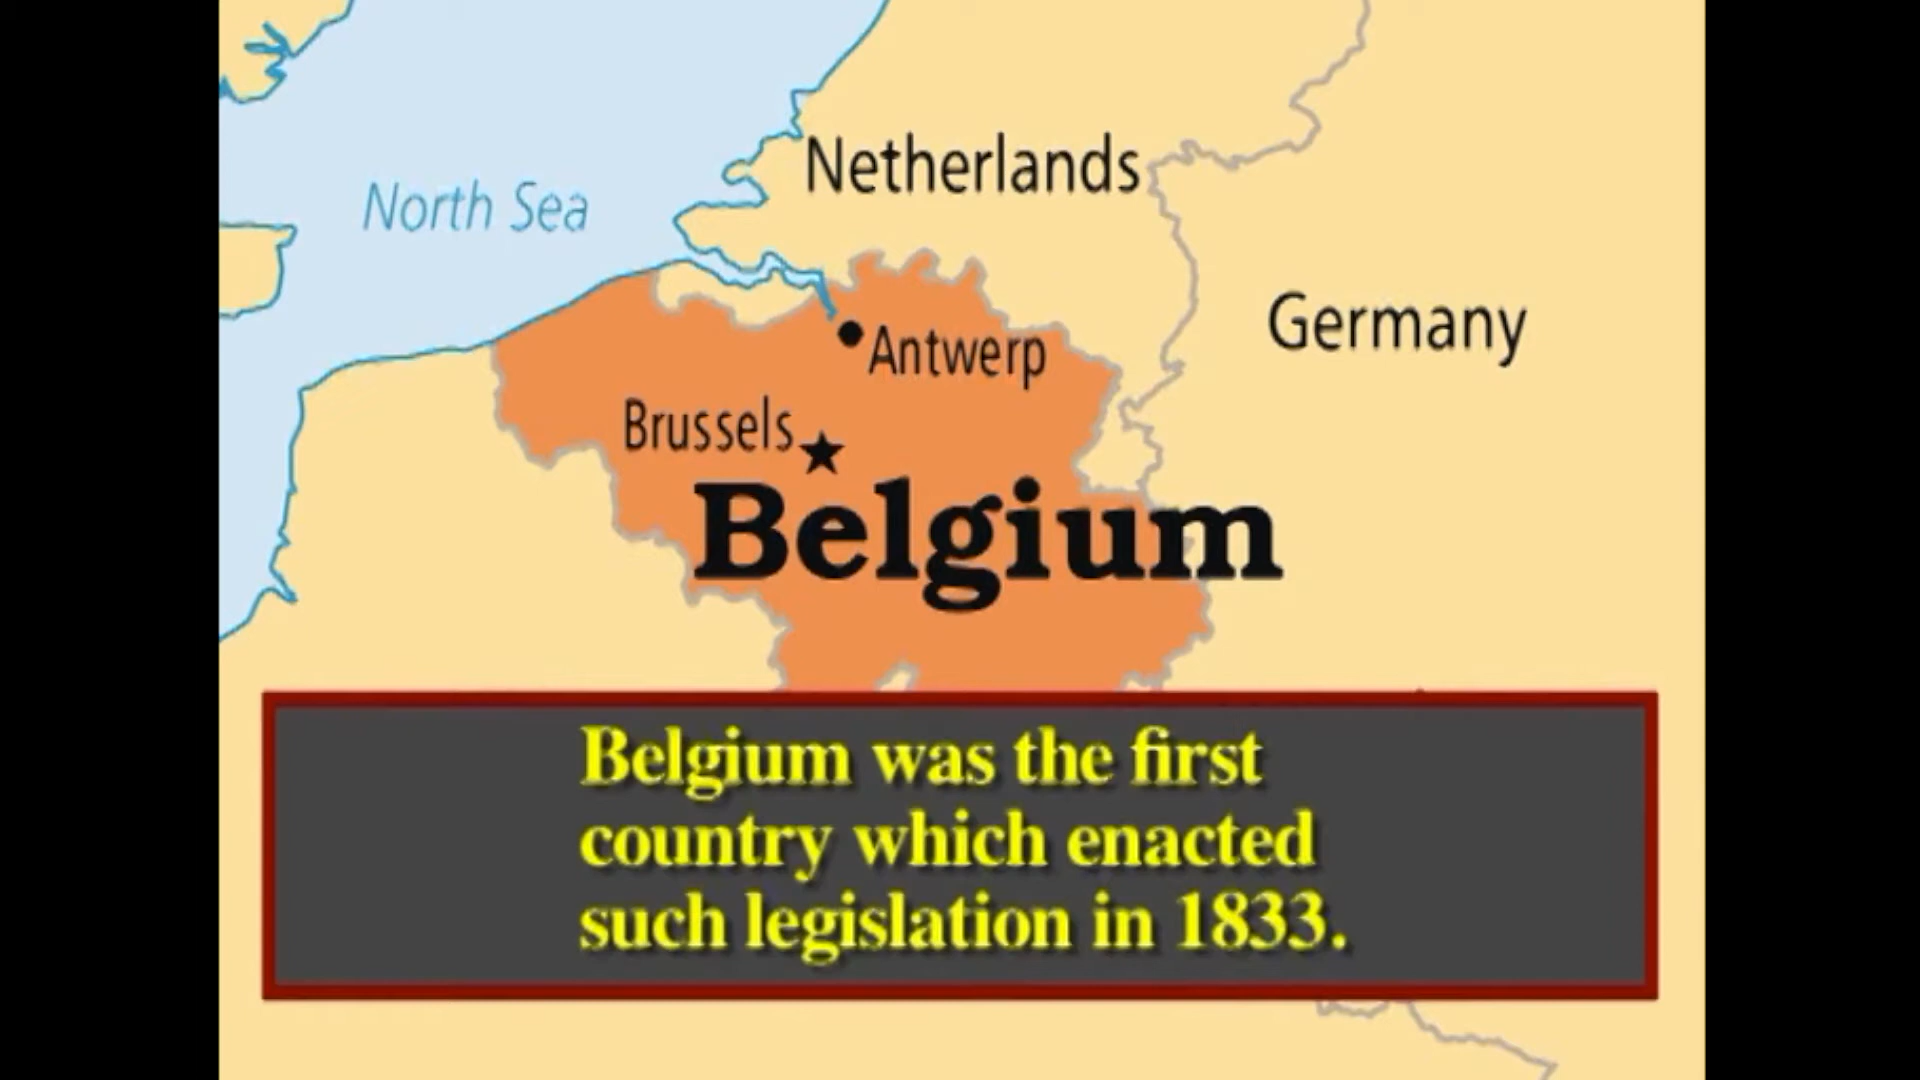 Netherlands
North Sea
Germany
Antwerp
Brussels
Belgium
Belgium was the first
country which enacted
such legislation in 1833.